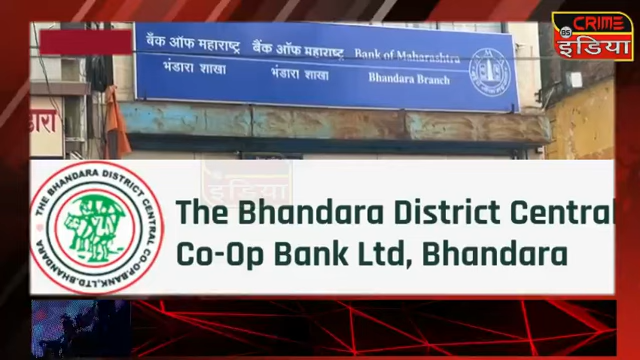 CRIME
इंडिया
बँक ऑफ महाराष्ट्र बैंक ऑफ महाराष्ट्र Bank of Maharashtra
भंडारा शाखा भंडारा शाखा Bhandara Branch
डारा
इंडिया
THE BHANDARA DISTRICT CENTRAL CO-OP.BANK,LTD.BHANDARA
The Bhandara District Central
Co-Op Bank Ltd, Bhandara